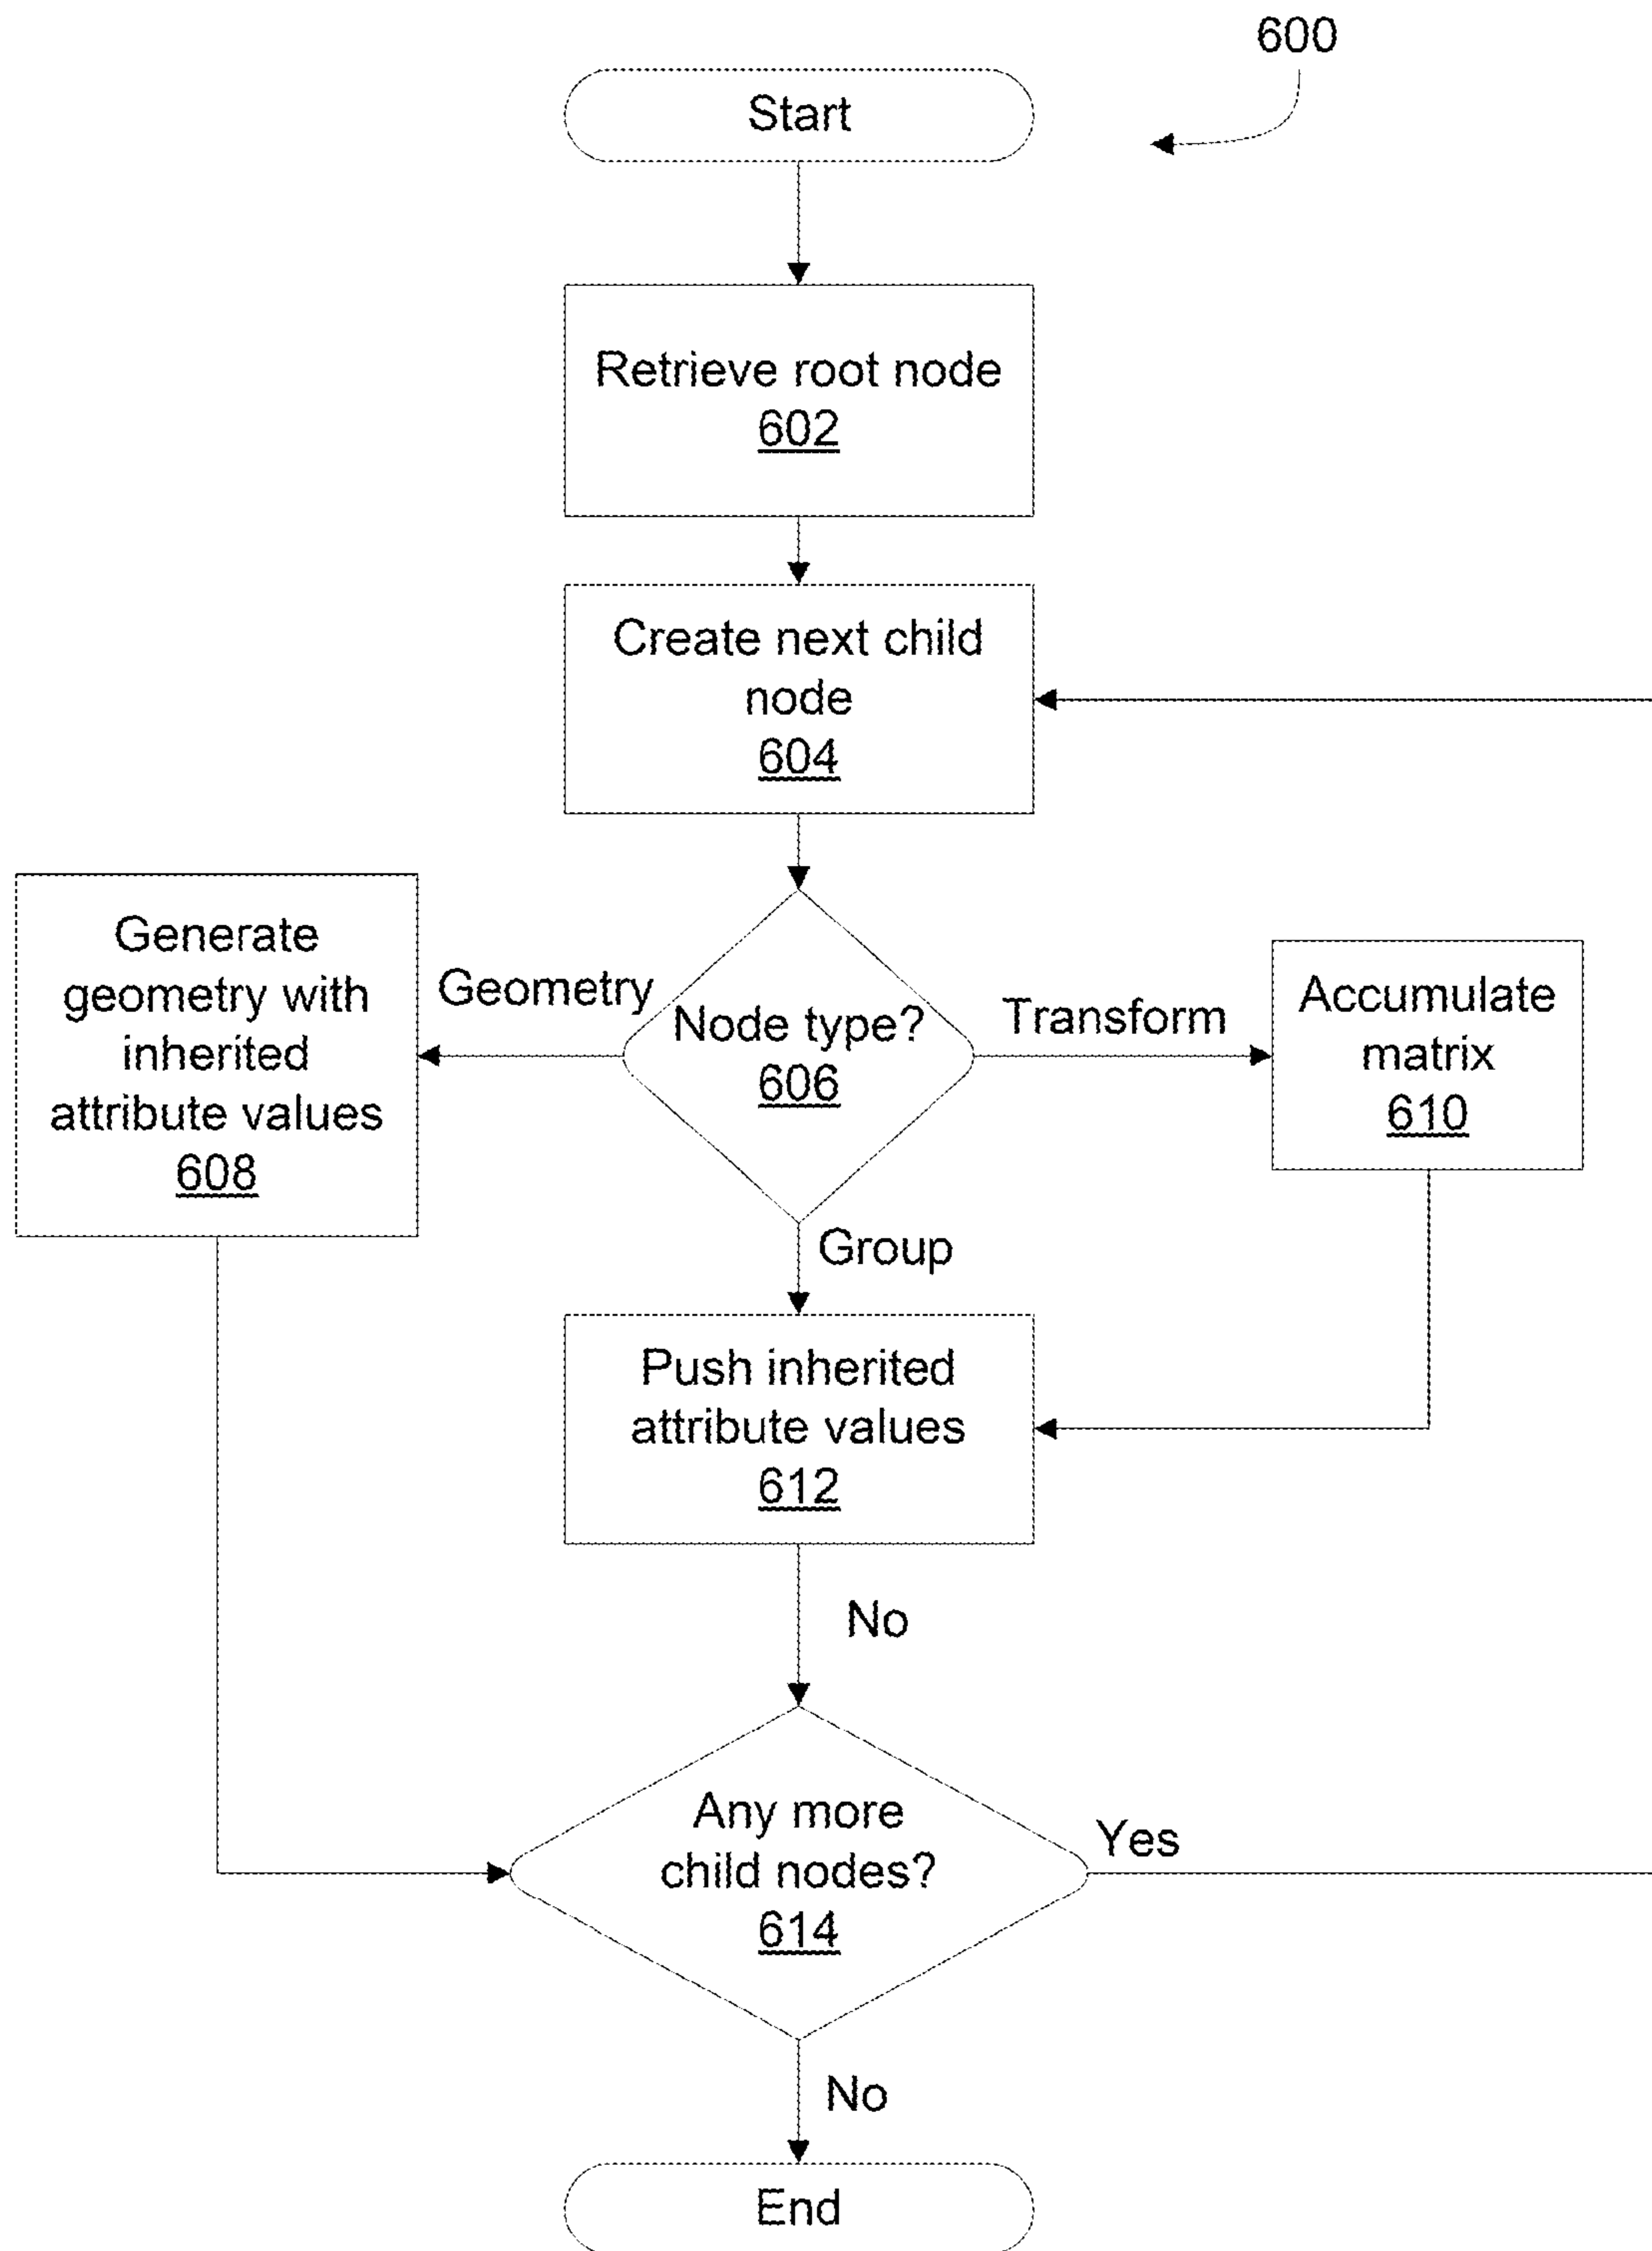 600
Start
Retrieve root node
602
Create next child
node
604
Generate
geometry with
inherited
attribute values
608
Geometry
Node type?
606
Transform
Accumulate
matrix
610
Group
Push inherited
attribute values
612
No
Any more
child nodes?
614
Yes
No
End